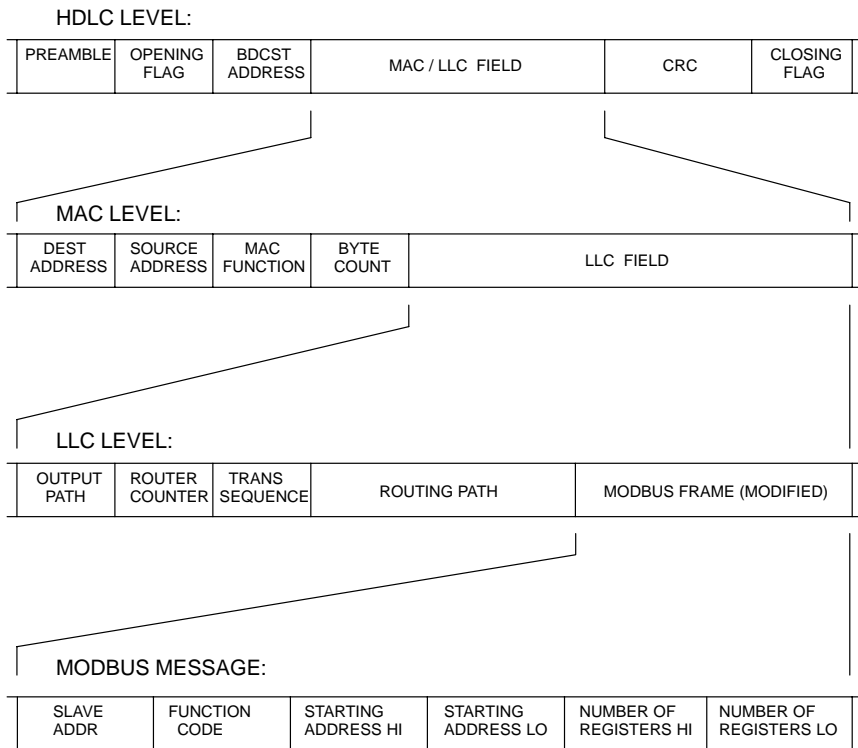 HDLC LEVEL:
PREAMBLE OPENING FLAG BDCST ADDRESS MAC / LLC FIELD CRC CLOSING FLAG
MAC LEVEL:
DEST ADDRESS SOURCE ADDRESS MAC FUNCTION BYTE COUNT LLC FIELD
LLC LEVEL:
OUTPUT PATH ROUTER COUNTER TRANS SEQUENCE ROUTING PATH MODBUS FRAME (MODIFIED)
MODBUS MESSAGE:
SLAVE ADDR FUNCTION CODE STARTING ADDRESS HI STARTING ADDRESS LO NUMBER OF REGISTERS HI NUMBER OF REGISTERS LO